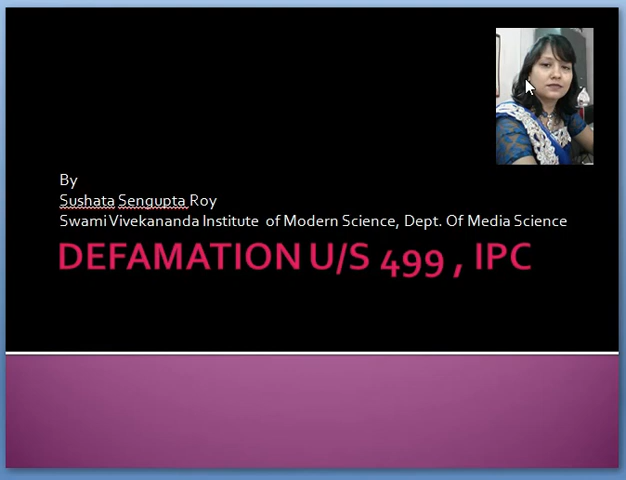 By
Sushata Sengupta Roy
Swami Vivekananda Institute of Modern Science, Dept. Of Media Science
DEFAMATION U/S 499 , IPC